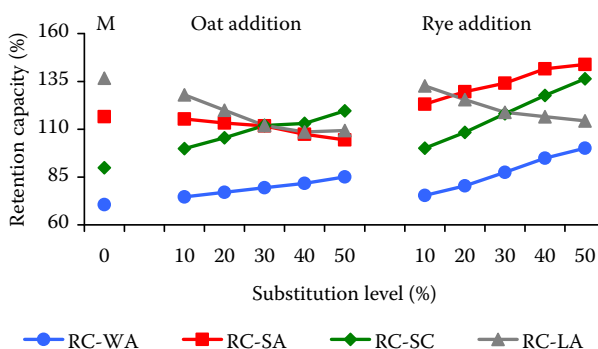 M Oat addition Rye addition
160
135
110
85
60
Retention capacity (%)
0 10 20 30 40 50 10 20 30 40 50
Substitution level (%)
RC-WA RC-SA RC-SC RC-LA